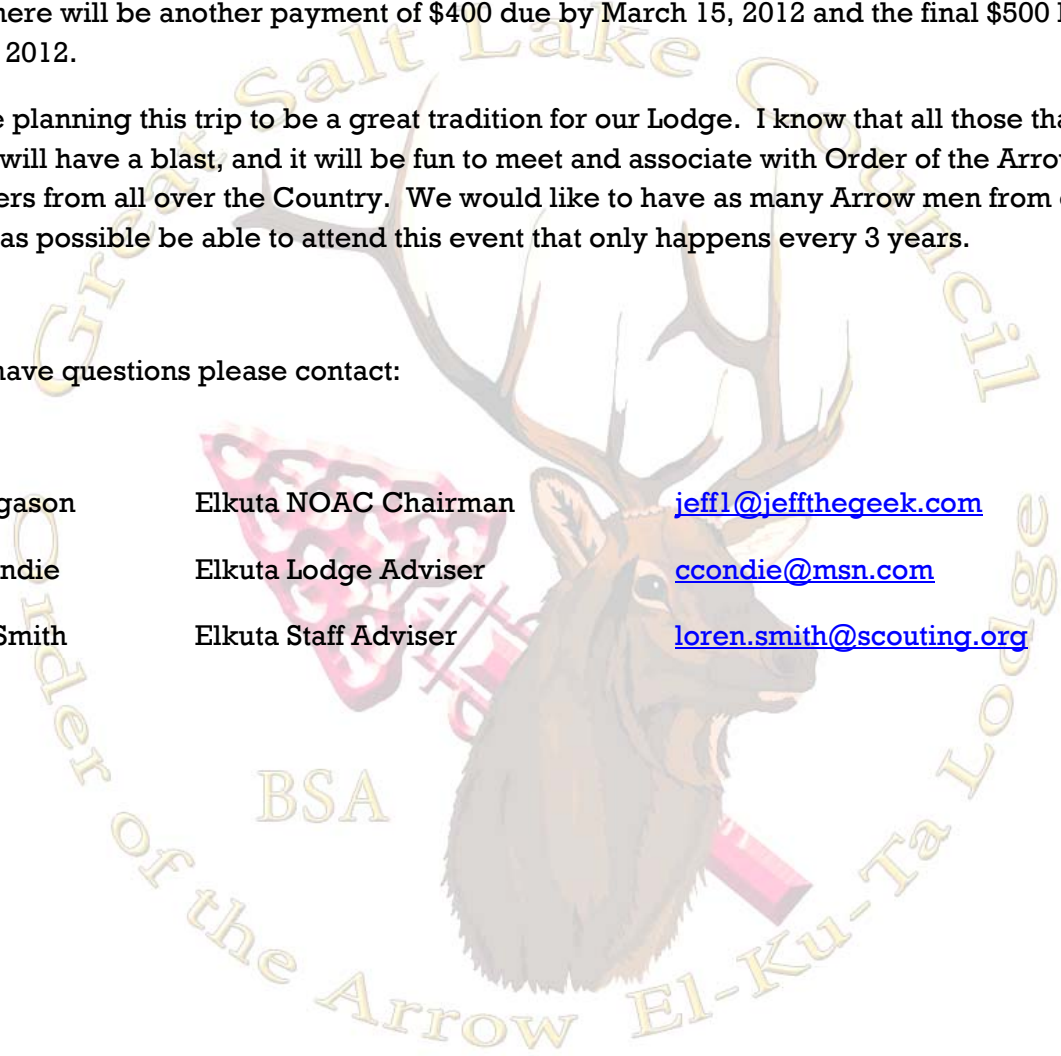 here will be another payment of $400 due by March 15, 2012 and the final $500
2012.
planning this trip to be a great tradition for our Lodge. I know that all those
will have a blast, and it will be fun to meet and associate with Order of the
from all over the Country. We would like to have as many Arrow men from
as possible be able to attend this event that only happens every 3 years.
have questions please contact:
gason Elkuta NOAC Chairman jeff1@jeffthegeek.com
ndie Elkuta Lodge Adviser ccondie@msn.com
Smith Elkuta Staff Adviser loren.smith@scouting.org
Great Salt Lake Council
Order of the Arrow El-Ku-Ta Lodge
BSA